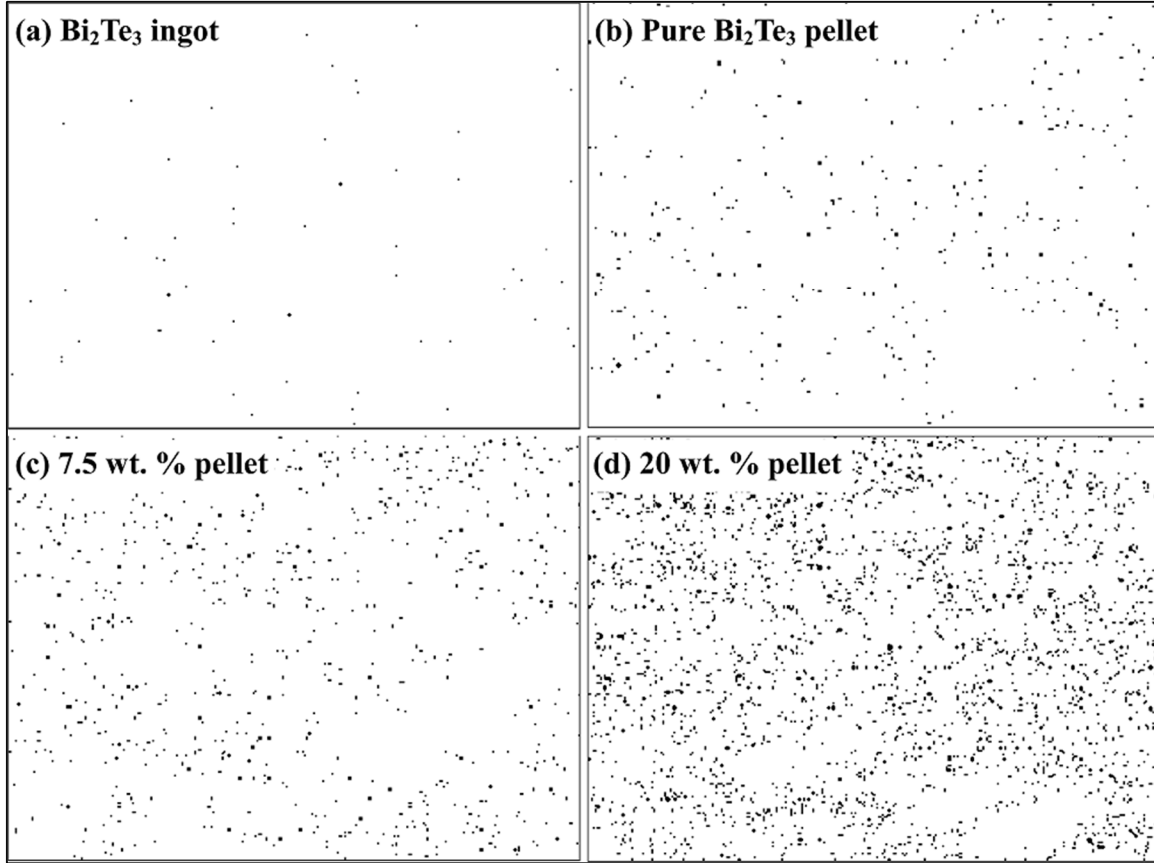 (a) Bi₂Te₃ ingot
(b) Pure Bi₂Te₃ pellet
(c) 7.5 wt. % pellet
(d) 20 wt. % pellet